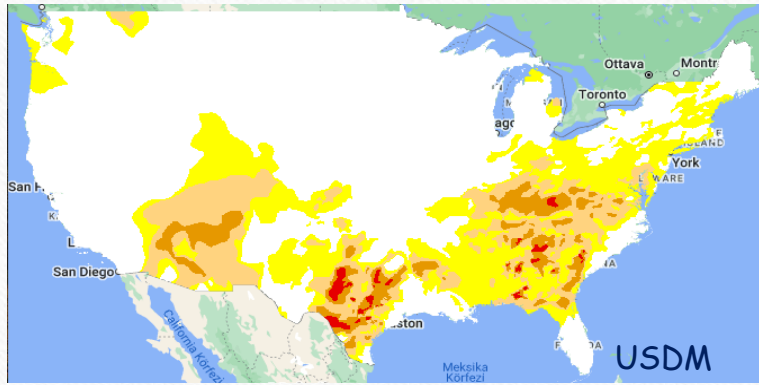 Ottava
Montr
Toronto
ago
York
WARE
San F
San Diego
ston
California
Körfezi
Meksika
Körfezi
USDM